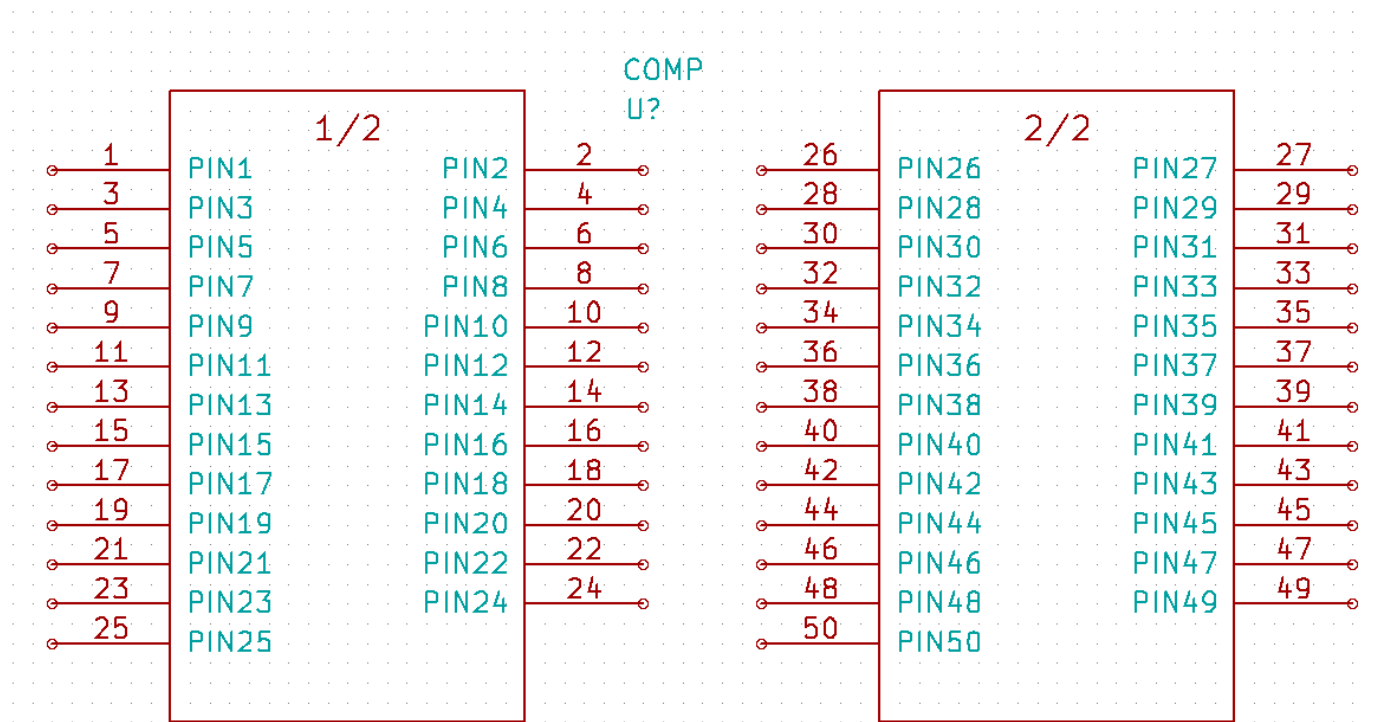 COMP
U?
1/2
1 PIN1 PIN2 2
3 PIN3 PIN4 4
5 PIN5 PIN6 6
7 PIN7 PIN8 8
9 PIN9 PIN10 10
11 PIN11 PIN12 12
13 PIN13 PIN14 14
15 PIN15 PIN16 16
17 PIN17 PIN18 18
19 PIN19 PIN20 20
21 PIN21 PIN22 22
23 PIN23 PIN24 24
25 PIN25
2/2
26 PIN26 PIN27 27
28 PIN28 PIN29 29
30 PIN30 PIN31 31
32 PIN32 PIN33 33
34 PIN34 PIN35 35
36 PIN36 PIN37 37
38 PIN38 PIN39 39
40 PIN40 PIN41 41
42 PIN42 PIN43 43
44 PIN44 PIN45 45
46 PIN46 PIN47 47
48 PIN48 PIN49 49
50 PIN50